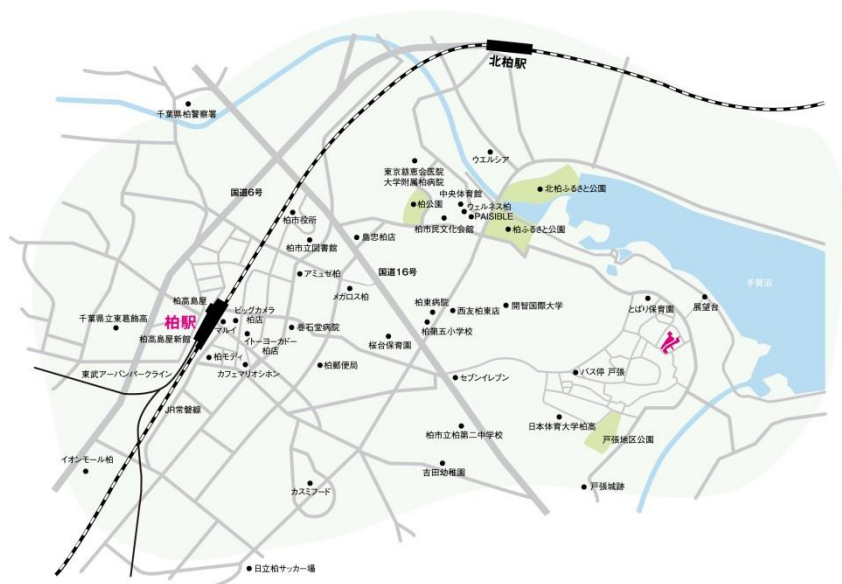 北柏駅
千葉県柏警察署
ウエルシア
東京慈恵会医院
大学附属柏病院
国道6号
中央体育館
北柏ふるさと公園
柏公園
ウェルネス柏
PAISIBLE
柏市役所
柏市民文化会館
柏ふるさと公園
島忠柏店
柏市立図書館
国道16号
アミュゼ柏
手賀沼
メガロス柏
柏高島屋
ビッグカメラ
柏店
柏東病院
西友柏東店
開智国際大学
とばり保育園
展望台
柏駅
マルイ
千葉県立東葛飾高
巻石堂病院
柏第五小学校
柏高島屋新館
イトーヨーカドー
柏店
桜台保育園
柏モディ
柏郵便局
東武アーバンパークライン
カフェマリオシホン
セブンイレブン
バス停 戸張
JR常磐線
日本体育大学柏高
柏市立柏第二中学校
戸張地区公園
イオンモール柏
吉田幼稚園
カスミフード
戸張城跡
日立柏サッカー場